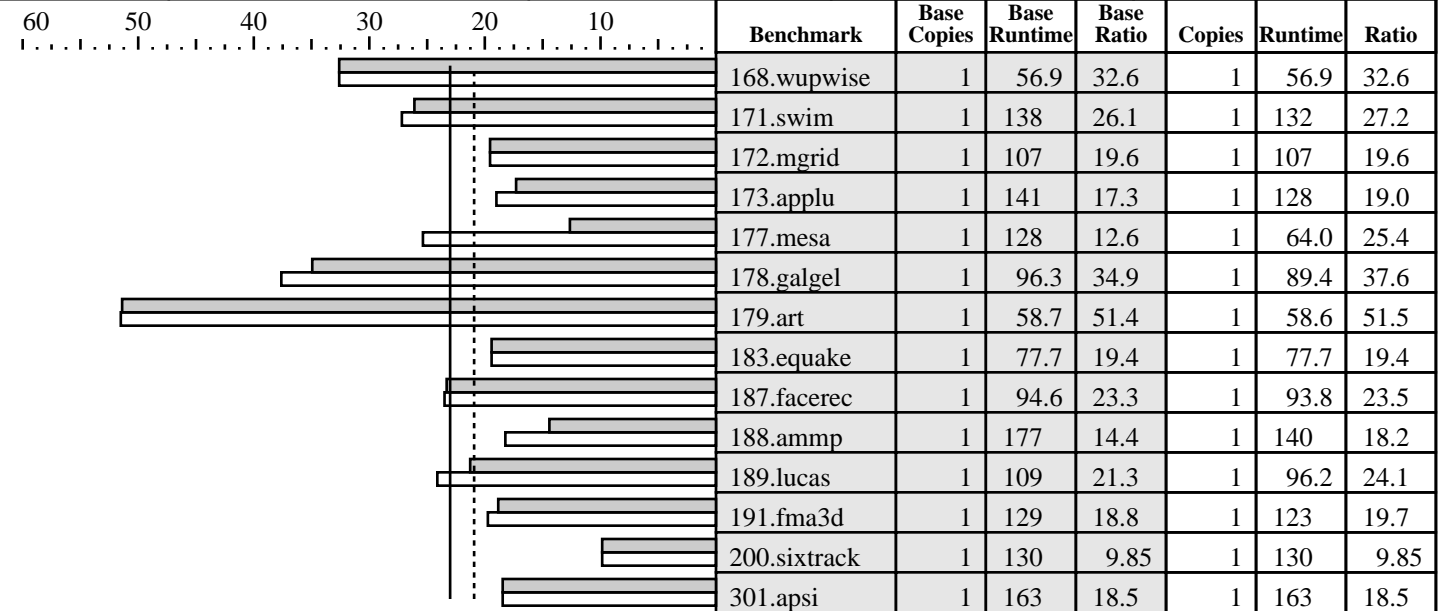 60 50 40 30 20 10
Benchmark Base Copies Base Runtime Base Ratio Copies Runtime Ratio
168.wupwise 1 56.9 32.6 1 56.9 32.6
171.swim 1 138 26.1 1 132 27.2
172.mgrid 1 107 19.6 1 107 19.6
173.applu 1 141 17.3 1 128 19.0
177.mesa 1 128 12.6 1 64.0 25.4
178.galgel 1 96.3 34.9 1 89.4 37.6
179.art 1 58.7 51.4 1 58.6 51.5
183.equake 1 77.7 19.4 1 77.7 19.4
187.facerec 1 94.6 23.3 1 93.8 23.5
188.ammp 1 177 14.4 1 140 18.2
189.lucas 1 109 21.3 1 96.2 24.1
191.fma3d 1 129 18.8 1 123 19.7
200.sixtrack 1 130 9.85 1 130 9.85
301.apsi 1 163 18.5 1 163 18.5